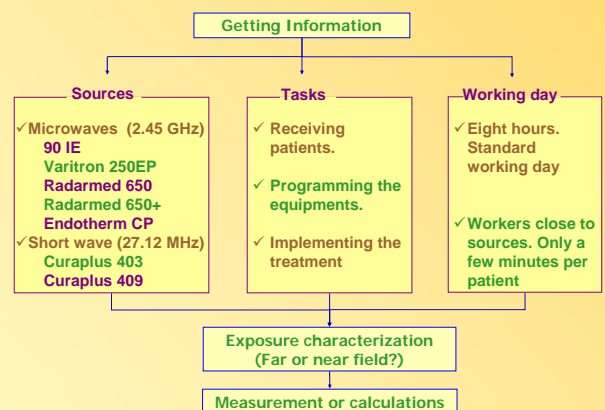 Getting Information
Sources
✓Microwaves (2.45 GHz)
90 IE
Varitron 250EP
Radarmed 650
Radarmed 650+
Endotherm CP
✓Short wave (27.12 MHz)
Curaplus 403
Curaplus 409
Tasks
✓ Receiving
patients.
✓ Programming the
equipments.
✓ Implementing the
treatment
Working day
✓ Eight hours.
Standard
working day
✓ Workers close to
sources. Only a
few minutes per
patient
Exposure characterization
(Far or near field?)
Measurement or calculations